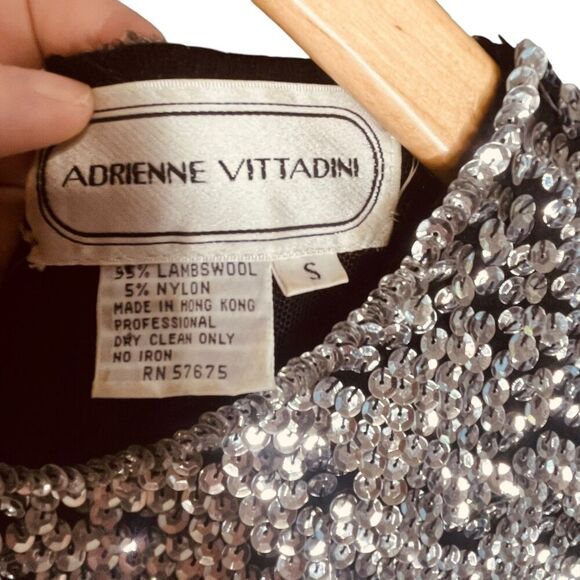 ADRIENNE VITTADINI
S
95% LAMBSWOOL
5% NYLON
MADE IN HONG KONG
PROFESSIONAL
DRY CLEAN ONLY
NO IRON
RN 57675